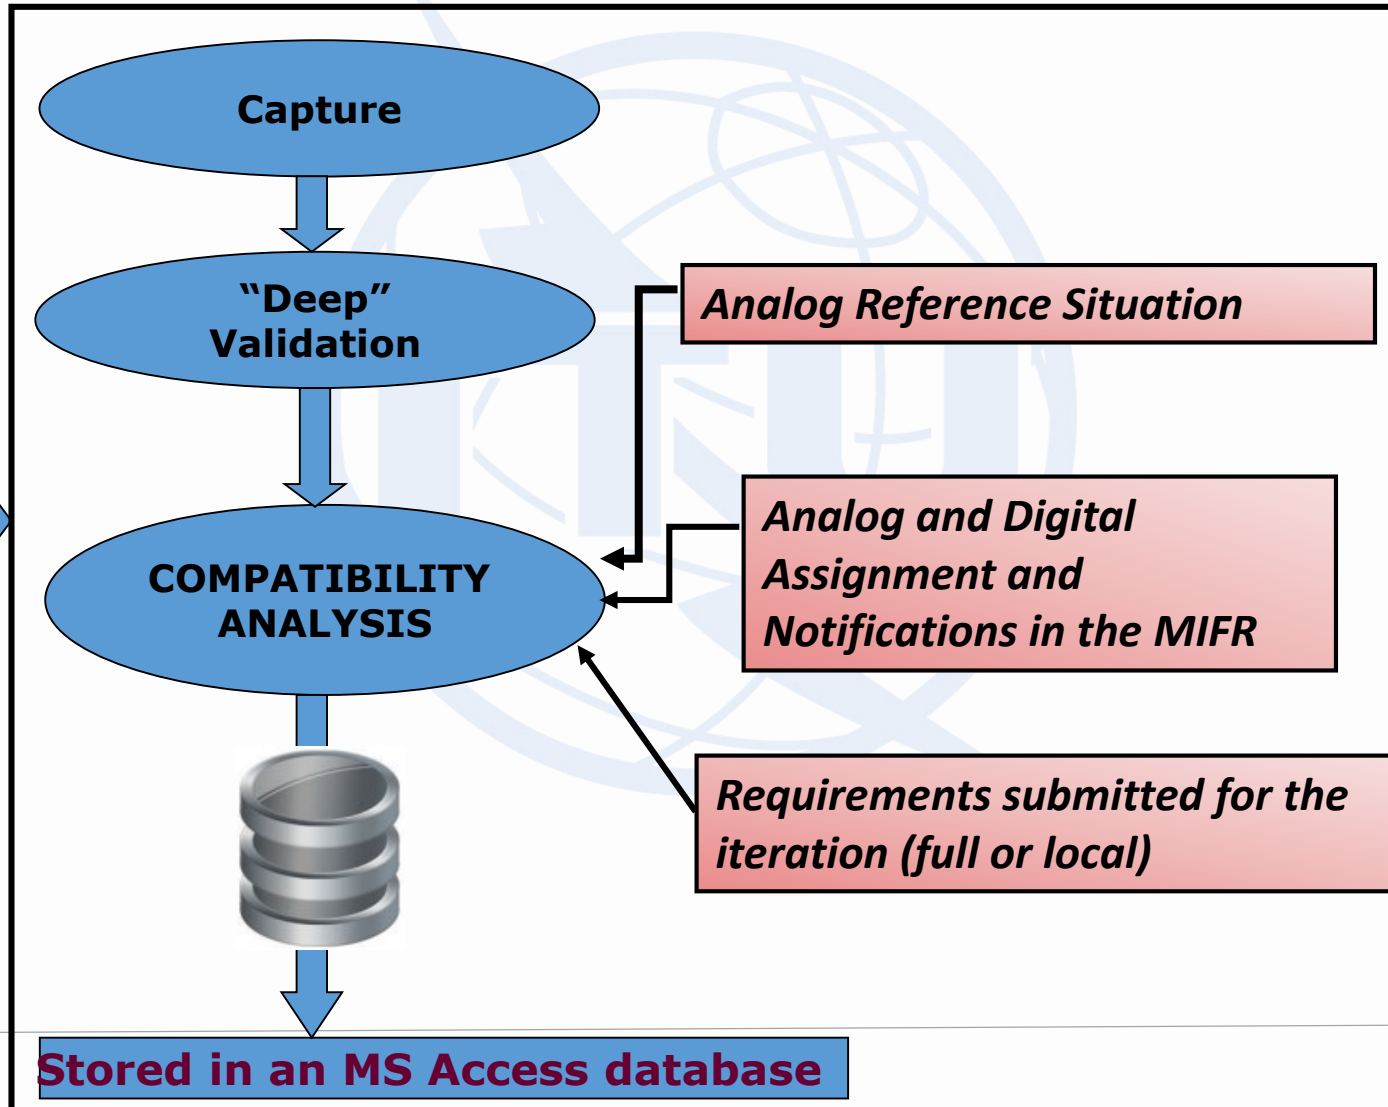 Capture
“Deep”
Validation
Analog Reference Situation
COMPATIBILITY
ANALYSIS
Analog and Digital
Assignment and
Notifications in the MIFR
Requirements submitted for the
iteration (full or local)
Stored in an MS Access database
ITU